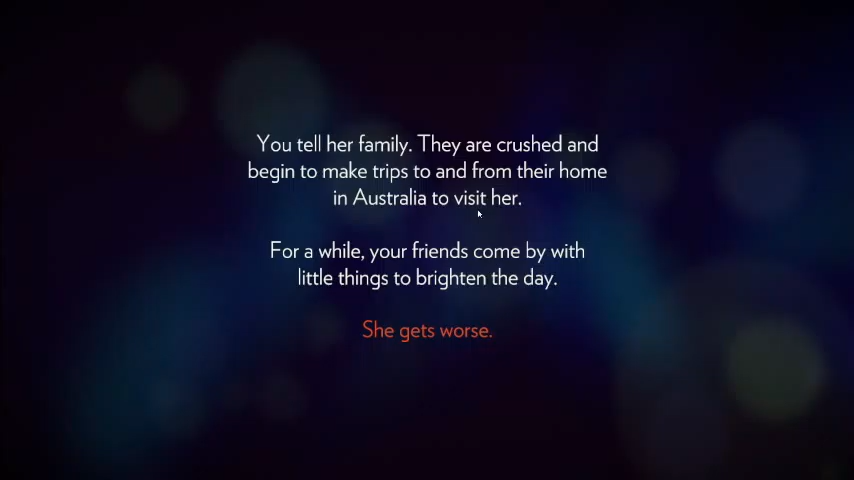 You tell her family. They are crushed and
begin to make trips to and from their home
in Australia to visit her.
For a while, your friends come by with
little things to brighten the day.
She gets worse.